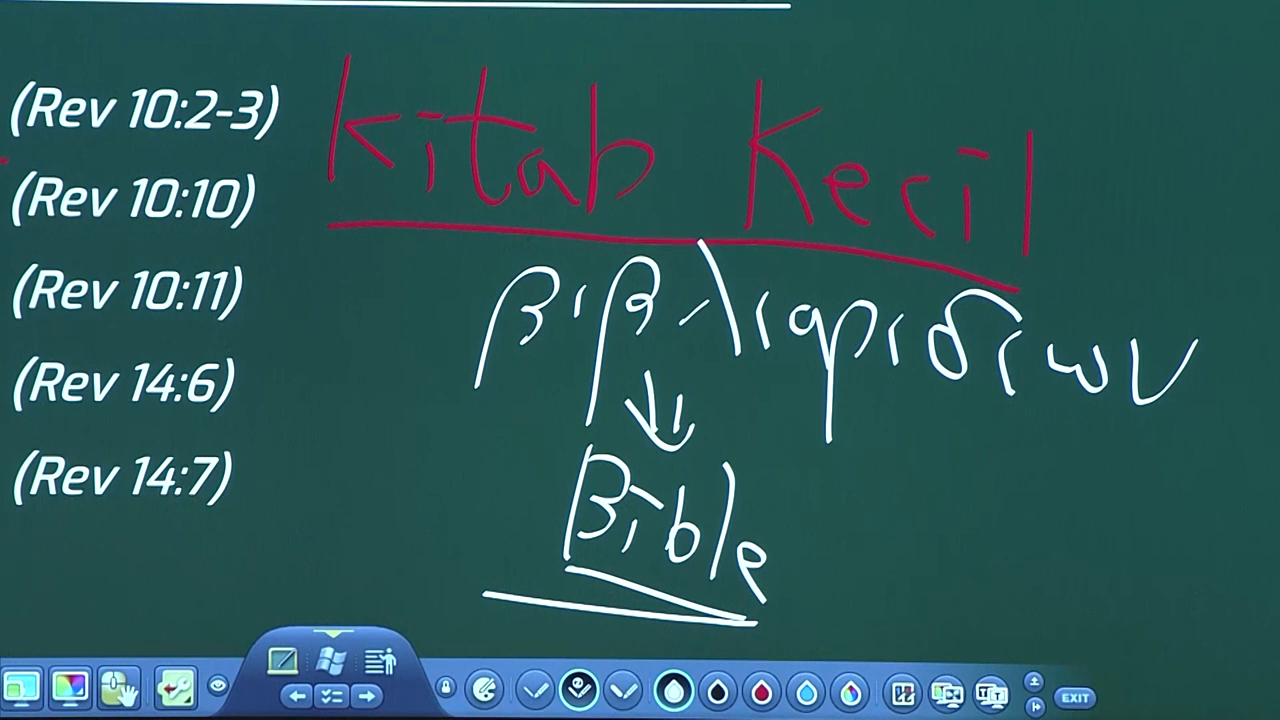 (Rev 10:2-3)
kitab Kecil
(Rev 10:10)
(Rev 10:11)
βιβλιαριδιων
(Rev 14:6)
(Rev 14:7)
Bible
EXIT